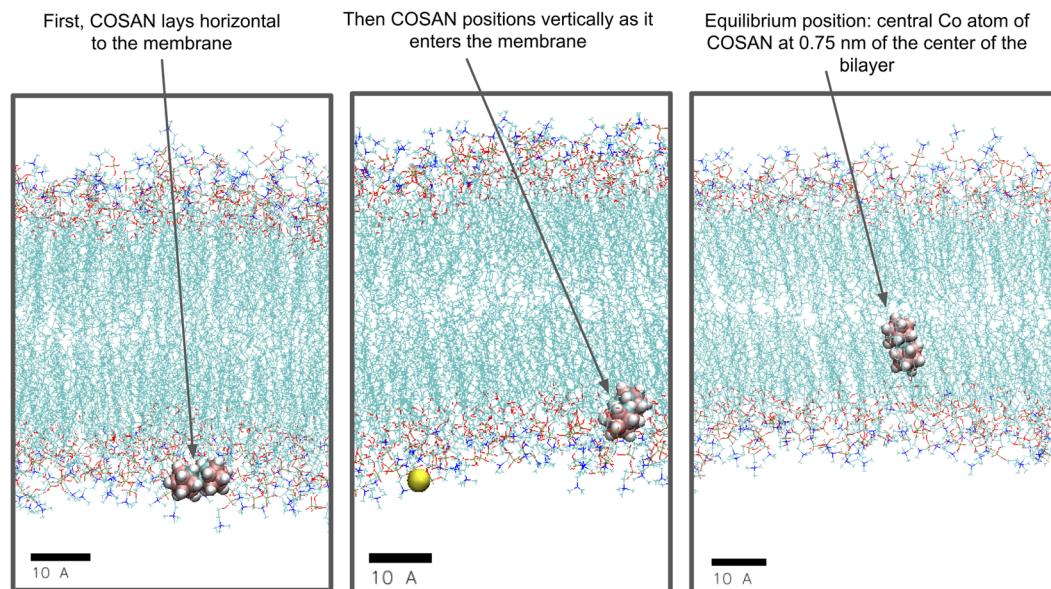 First, COSAN lays horizontal
to the membrane
Then COSAN positions vertically as it
enters the membrane
Equilibrium position: central Co atom of
COSAN at 0.75 nm of the center of the
bilayer
10 A
10 A
10 A